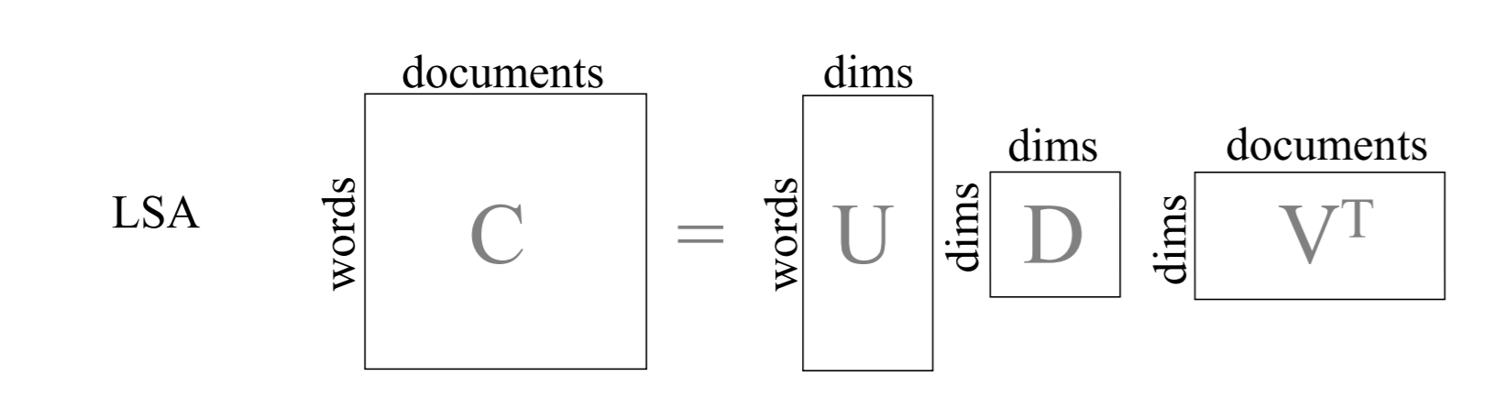 LSA
documents
words
C
=
dims
words
U
dims
dims
D
documents
dims
V^T